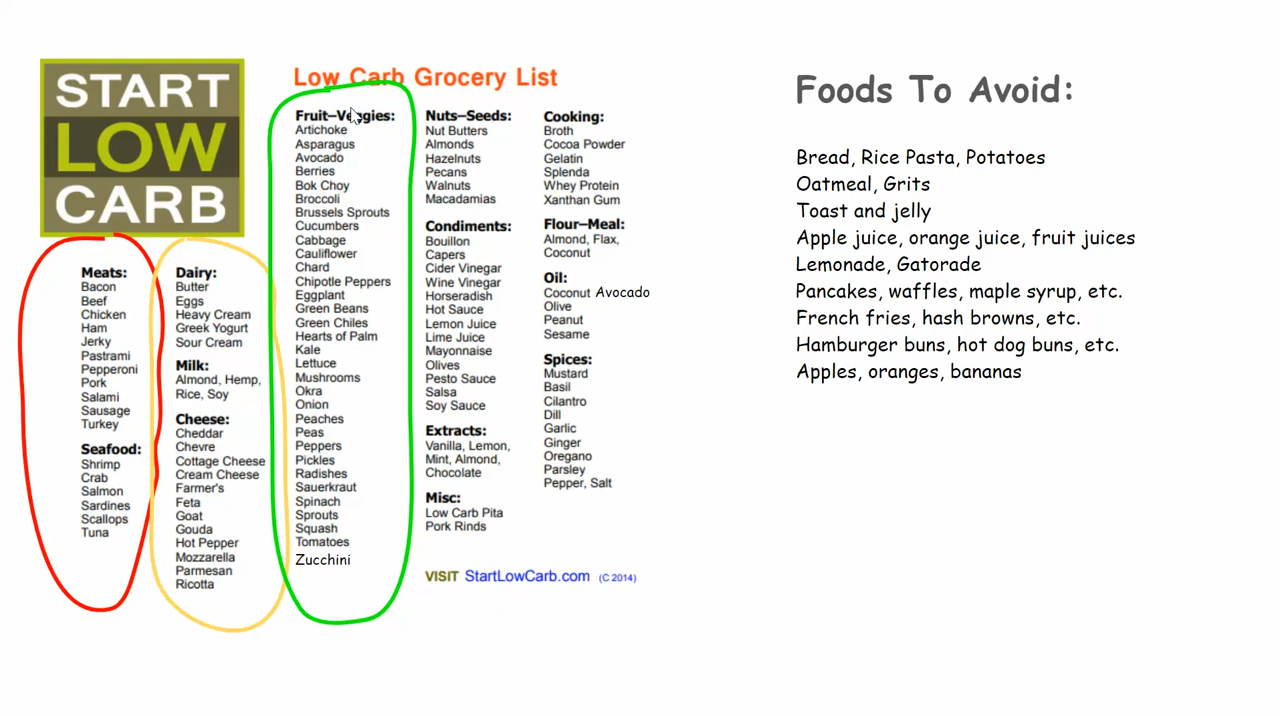 START
LOW
CARB
Meats:
Bacon
Beef
Chicken
Ham
Jerky
Pastrami
Pepperoni
Pork
Salami
Sausage
Turkey
Seafood:
Shrimp
Crab
Salmon
Sardines
Scallops
Tuna
Dairy:
Butter
Eggs
Heavy Cream
Greek Yogurt
Sour Cream
Milk:
Almond, Hemp,
Rice, Soy
Cheese:
Cheddar
Chevre
Cottage Cheese
Cream Cheese
Farmer's
Feta
Goat
Gouda
Hot Pepper
Mozzarella
Parmesan
Ricotta
Low Carb Grocery List
Fruit–Veggies:
Artichoke
Asparagus
Avocado
Berries
Bok Choy
Broccoli
Brussels Sprouts
Cucumbers
Cabbage
Cauliflower
Chard
Chipotle Peppers
Eggplant
Green Beans
Green Chiles
Hearts of Palm
Kale
Lettuce
Mushrooms
Okra
Onion
Peaches
Peas
Peppers
Pickles
Radishes
Sauerkraut
Spinach
Sprouts
Squash
Tomatoes
Zucchini
Nuts–Seeds:
Nut Butters
Almonds
Hazelnuts
Pecans
Walnuts
Macadamias
Condiments:
Bouillon
Capers
Cider Vinegar
Wine Vinegar
Horseradish
Hot Sauce
Lemon Juice
Lime Juice
Mayonnaise
Olives
Pesto Sauce
Salsa
Soy Sauce
Extracts:
Vanilla, Lemon,
Mint, Almond,
Chocolate
Misc:
Low Carb Pita
Pork Rinds
Cooking:
Broth
Cocoa Powder
Gelatin
Splenda
Whey Protein
Xanthan Gum
Flour–Meal:
Almond, Flax,
Coconut
Oil:
Coconut Avocado
Olive
Peanut
Sesame
Spices:
Mustard
Basil
Cilantro
Dill
Garlic
Ginger
Oregano
Parsley
Pepper, Salt
VISIT StartLowCarb.com (C 2014)
Foods To Avoid:
Bread, Rice Pasta, Potatoes
Oatmeal, Grits
Toast and jelly
Apple juice, orange juice, fruit juices
Lemonade, Gatorade
Pancakes, waffles, maple syrup, etc.
French fries, hash browns, etc.
Hamburger buns, hot dog buns, etc.
Apples, oranges, bananas